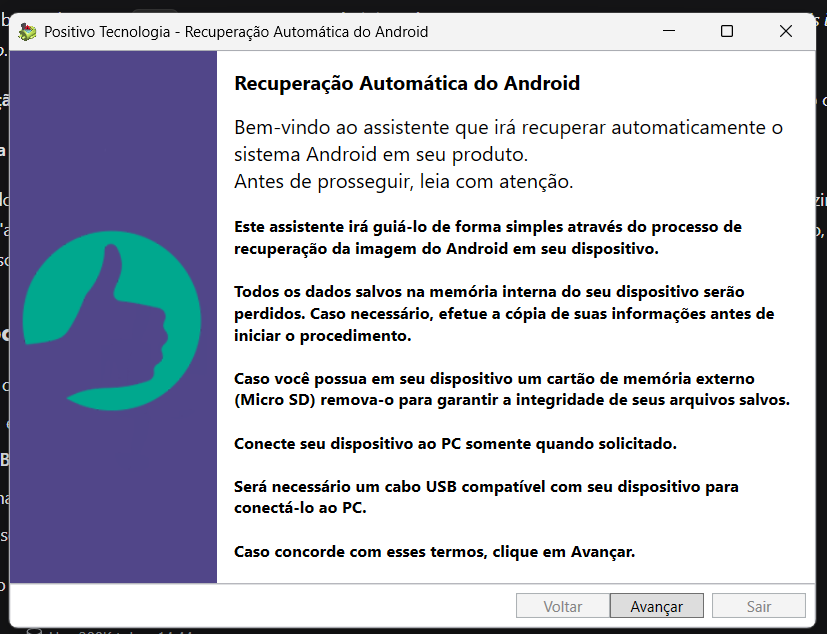 Positivo Tecnologia - Recuperação Automática do Android
Recuperação Automática do Android
Bem-vindo ao assistente que irá recuperar automaticamente o
sistema Android em seu produto.
Antes de prosseguir, leia com atenção.
Este assistente irá guiá-lo de forma simples através do processo de
recuperação da imagem do Android em seu dispositivo.
Todos os dados salvos na memória interna do seu dispositivo serão
perdidos. Caso necessário, efetue a cópia de suas informações antes de
iniciar o procedimento.
Caso você possua em seu dispositivo um cartão de memória externo
(Micro SD) remova-o para garantir a integridade de seus arquivos salvos.
Conecte seu dispositivo ao PC somente quando solicitado.
Será necessário um cabo USB compatível com seu dispositivo para
conectá-lo ao PC.
Caso concorde com esses termos, clique em Avançar.
Voltar Avançar Sair